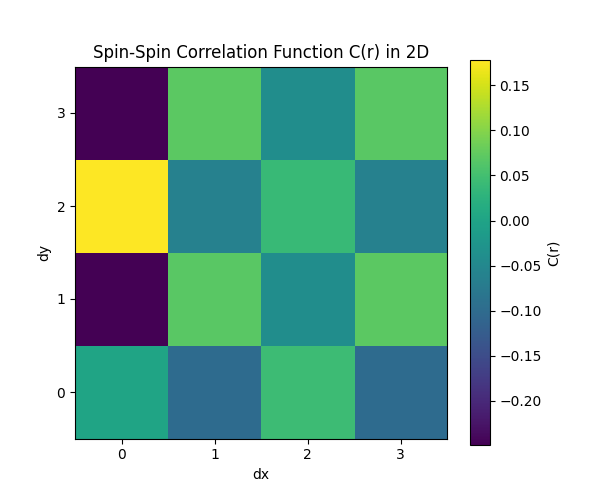 Spin-Spin Correlation Function C(r) in 2D
3
2
1
0
dy
0 1 2 3
dx
0.15
0.10
0.05
0.00
−0.05
−0.10
−0.15
−0.20
C(r)